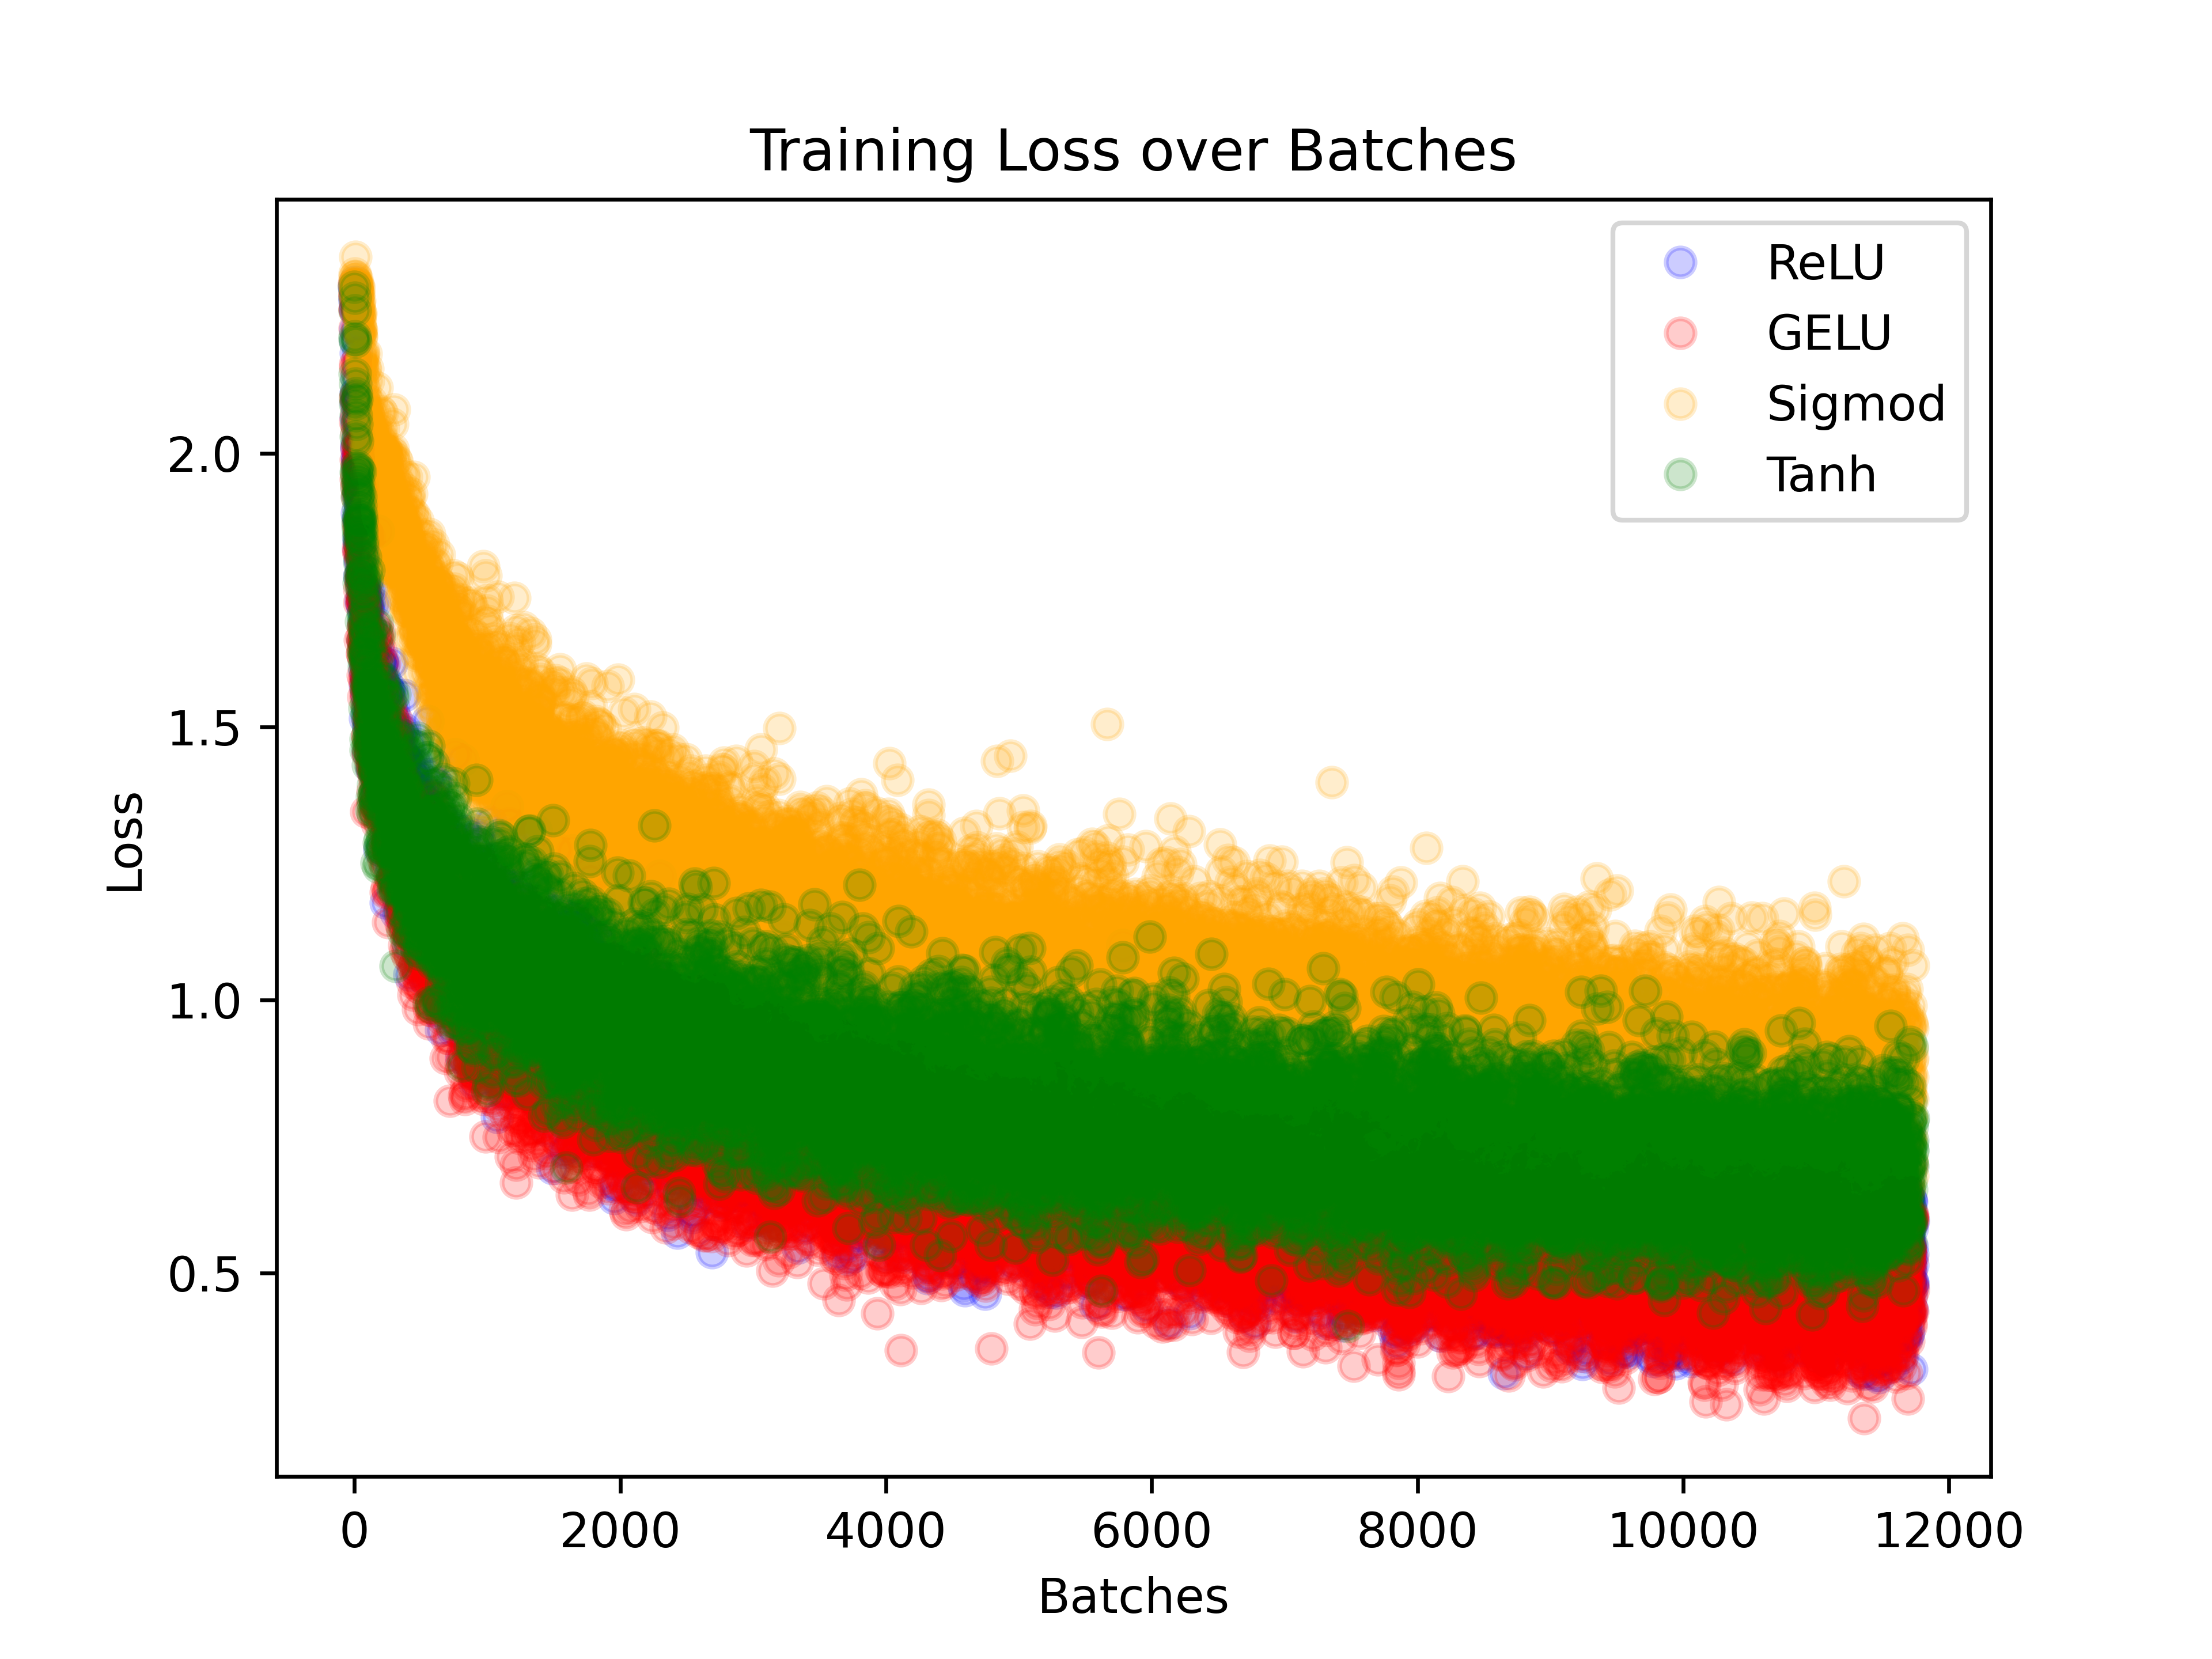 Training Loss over Batches
ReLU
GELU
Sigmod
Tanh
Loss
2.0
1.5
1.0
0.5
0 2000 4000 6000 8000 10000 12000
Batches